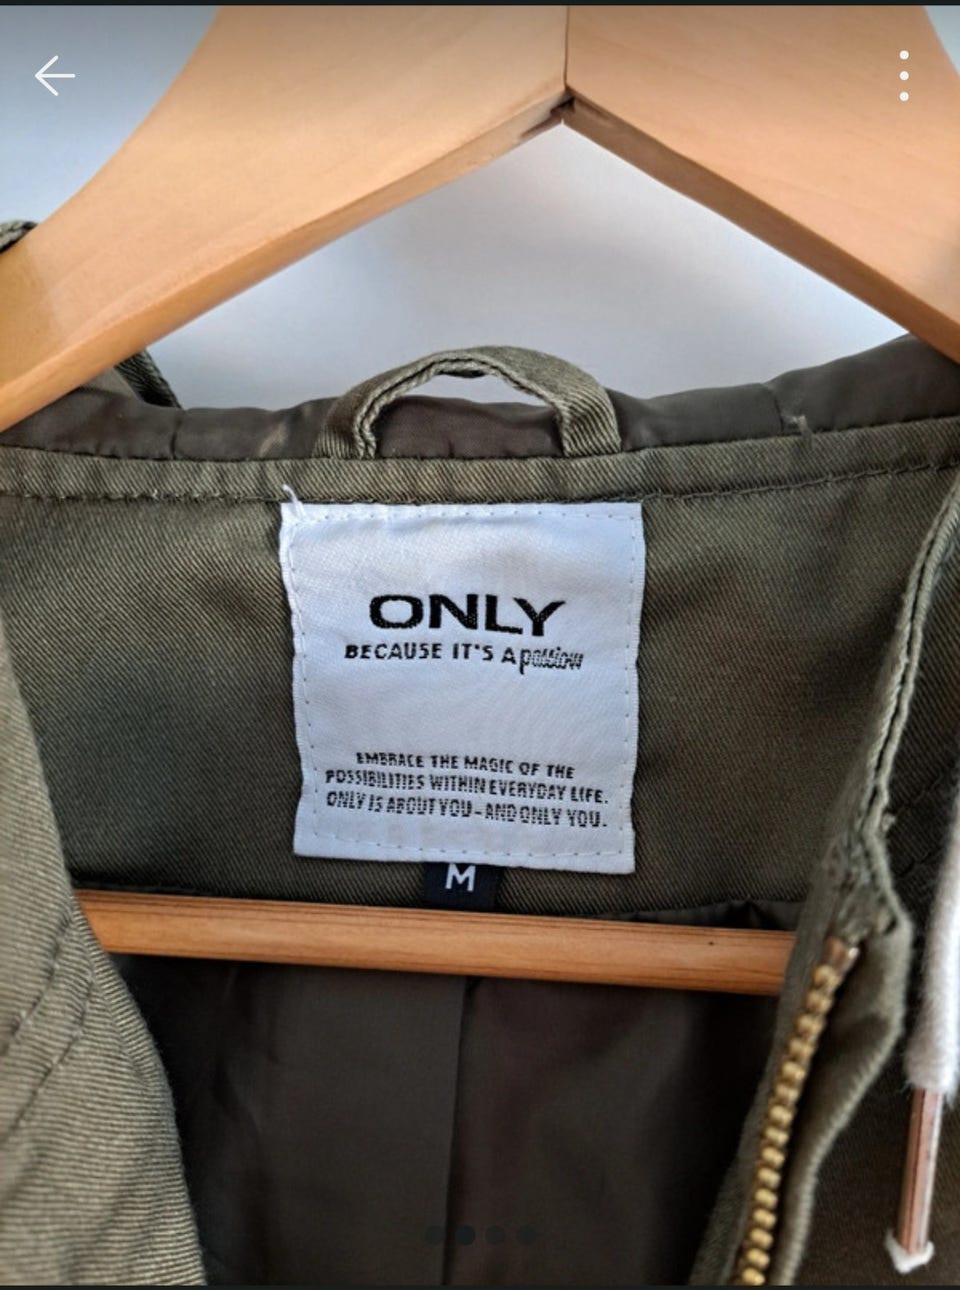 ONLY
BECAUSE IT'S A passion
EMBRACE THE MAGIC OF THE
POSSIBILITIES WITHIN EVERYDAY LIFE.
ONLY IS ABOUT YOU - AND ONLY YOU.
M